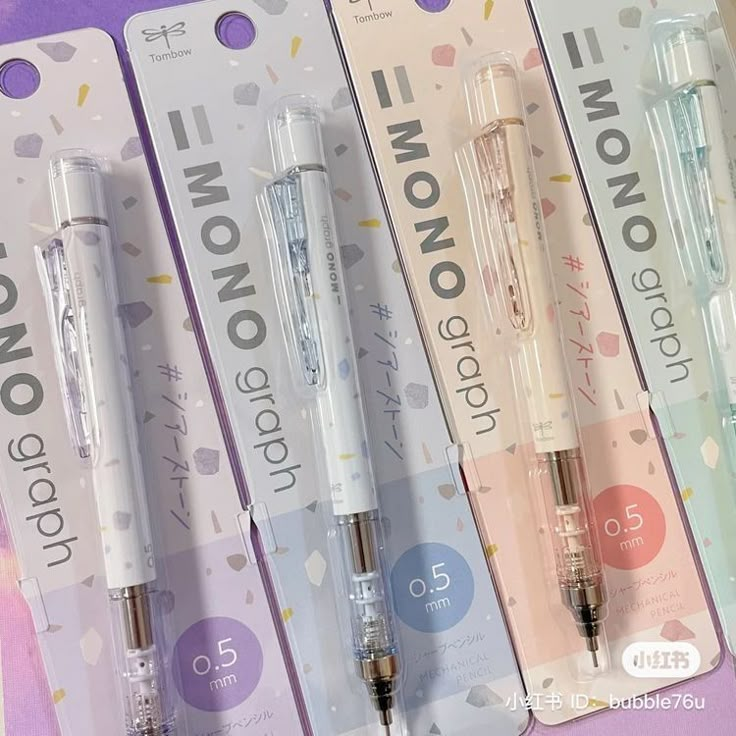 MONO graph
#シアーストーン
0.5
mm
シャープペンシル
Tombow
MONO graph
MONO graph
#シアーストーン
0.5
mm
シャープペンシル
MECHANICAL
PENCIL
Tombow
MONO graph
MONO
Tombow
#シアーストーン
0.5
mm
シャープペンシル
MECHANICAL
PENCIL
Tombow
MONO graph
小红书
小红书 ID: bubble76u